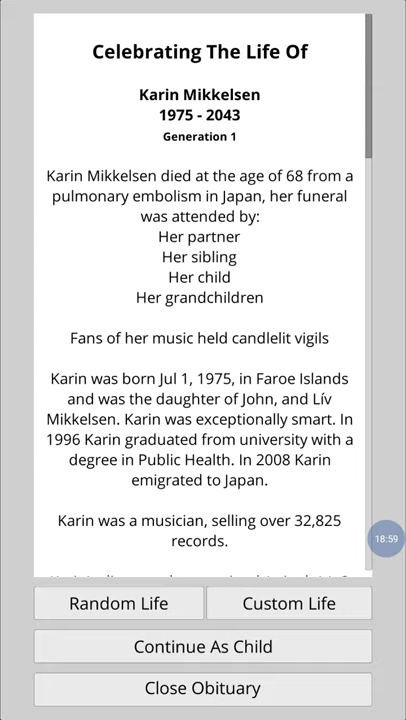 Celebrating The Life Of
Karin Mikkelsen
1975 - 2043
Generation 1
Karin Mikkelsen died at the age of 68 from a
pulmonary embolism in Japan, her funeral
was attended by:
Her partner
Her sibling
Her child
Her grandchildren
Fans of her music held candlelit vigils
Karin was born Jul 1, 1975, in Faroe Islands
and was the daughter of John, and Lív
Mikkelsen. Karin was exceptionally smart. In
1996 Karin graduated from university with a
degree in Public Health. In 2008 Karin
emigrated to Japan.
Karin was a musician, selling over 32,825
records.
18:59
Random Life
Custom Life
Continue As Child
Close Obituary